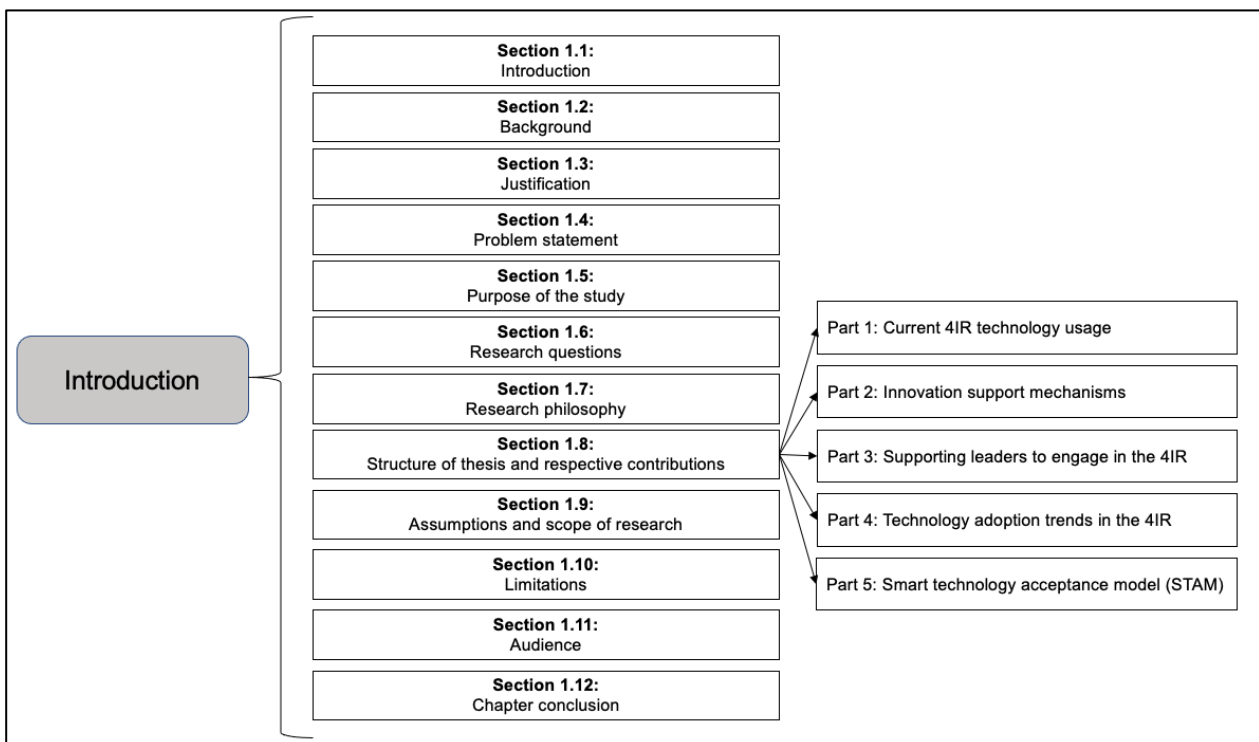 Introduction
Section 1.1:
Introduction
Section 1.2:
Background
Section 1.3:
Justification
Section 1.4:
Problem statement
Section 1.5:
Purpose of the study
Section 1.6:
Research questions
Section 1.7:
Research philosophy
Section 1.8:
Structure of thesis and respective contributions
Section 1.9:
Assumptions and scope of research
Section 1.10:
Limitations
Section 1.11:
Audience
Section 1.12:
Chapter conclusion
Part 1: Current 4IR technology usage
Part 2: Innovation support mechanisms
Part 3: Supporting leaders to engage in the 4IR
Part 4: Technology adoption trends in the 4IR
Part 5: Smart technology acceptance model (STAM)